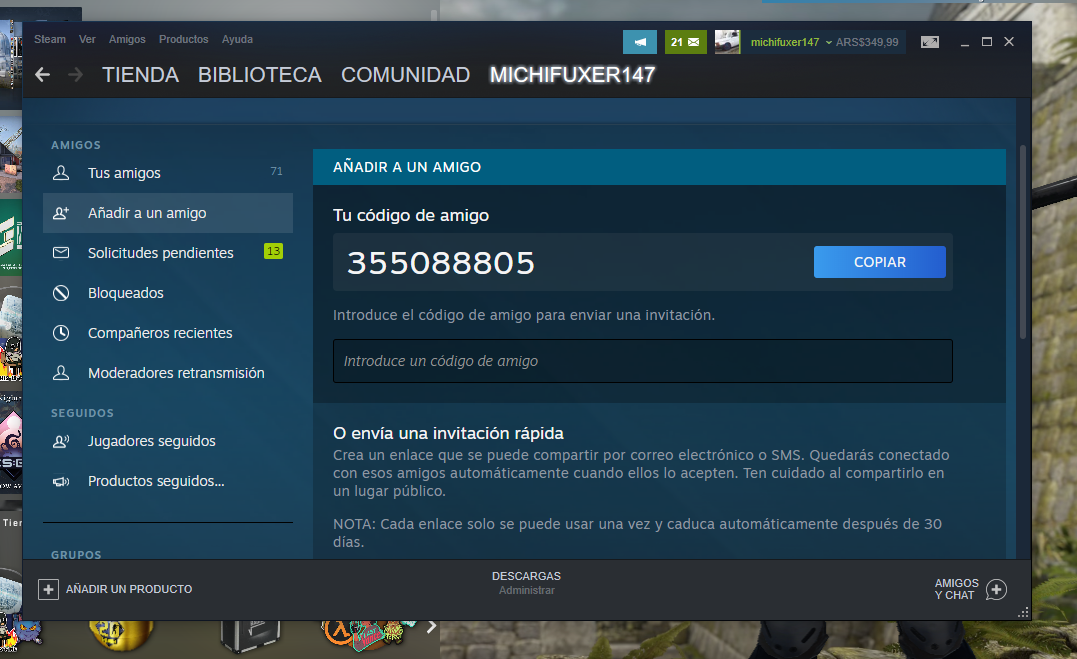 Steam Ver Amigos Productos Ayuda
21
michifuxer147 ARS$349,99
TIENDA BIBLIOTECA COMUNIDAD MICHIFUXER147
AMIGOS
Tus amigos 71
Añadir a un amigo
Solicitudes pendientes 13
Bloqueados
Compañeros recientes
Moderadores retransmisión
SEGUIDOS
Jugadores seguidos
Productos seguidos...
GRUPOS
AÑADIR A UN AMIGO
Tu código de amigo
355088805
COPIAR
Introduce el código de amigo para enviar una invitación.
Introduce un código de amigo
O envía una invitación rápida
Crea un enlace que se puede compartir por correo electrónico o SMS. Quedarás conectado
con esos amigos automáticamente cuando ellos lo acepten. Ten cuidado al compartirlo en
un lugar público.
NOTA: Cada enlace solo se puede usar una vez y caduca automáticamente después de 30
días.
AÑADIR UN PRODUCTO
DESCARGAS
Administrar
AMIGOS
Y CHAT